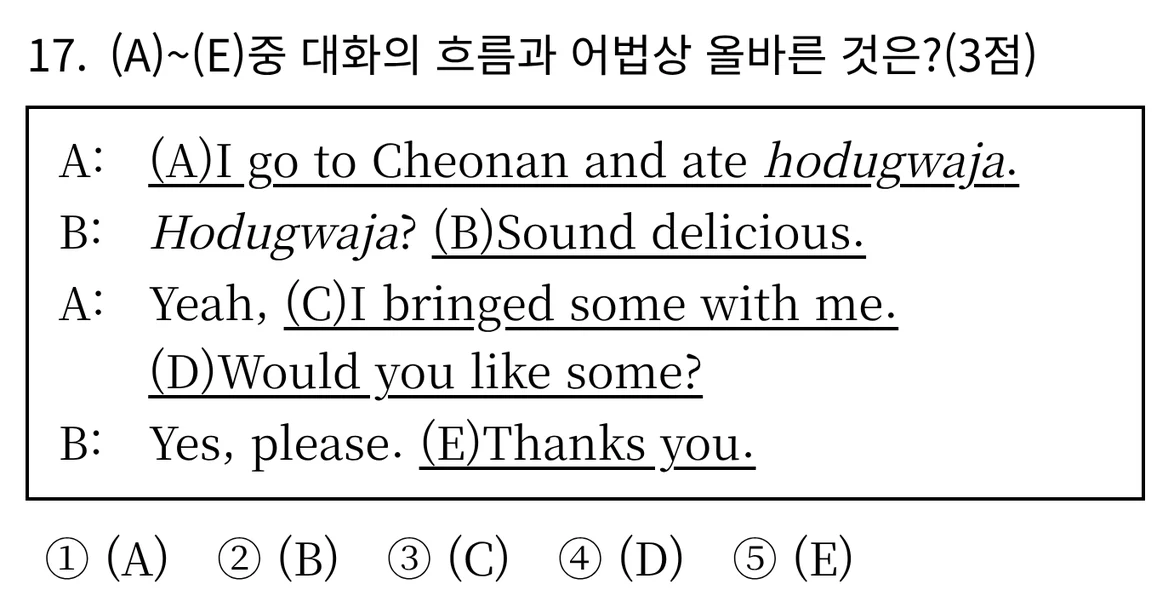 17. (A)~(E)중 대화의 흐름과 어법상 올바른 것은?(3점)
A: (A)I go to Cheonan and ate hodugwaja.
B: Hodugwaja? (B)Sound delicious.
A: Yeah, (C)I bringed some with me.
(D)Would you like some?
B: Yes, please. (E)Thanks you.
① (A) ② (B) ③ (C) ④ (D) ⑤ (E)